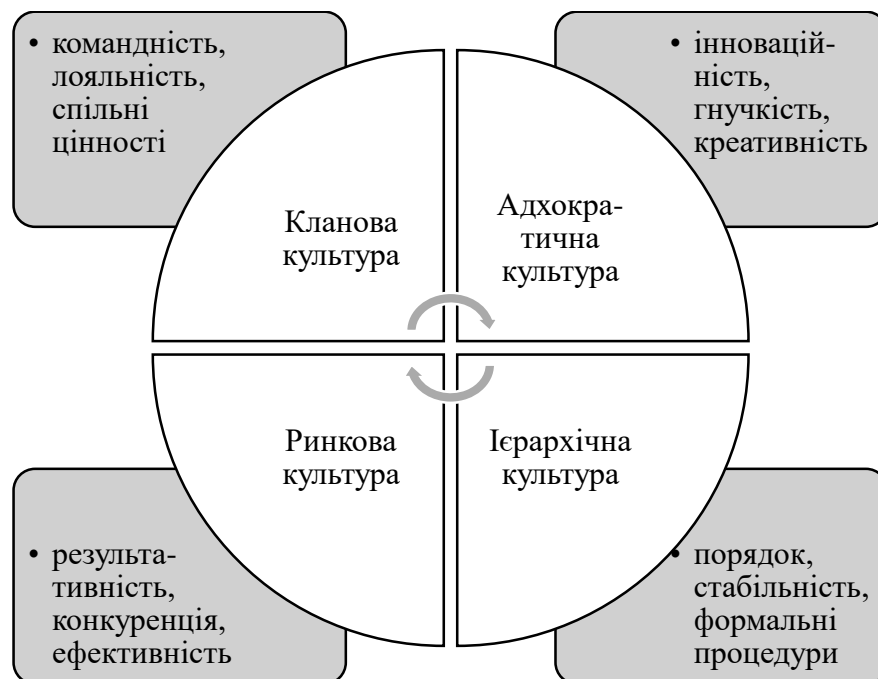 • командність,
лояльність,
спільні
цінності
• інновацій-
ність,
гнучкість,
креативність
Кланова
культура
Адхокра-
тична
культура
Ринкова
культура
Ієрархічна
культура
• результа-
тивність,
конкуренція,
ефективність
• порядок,
стабільність,
формальні
процедури